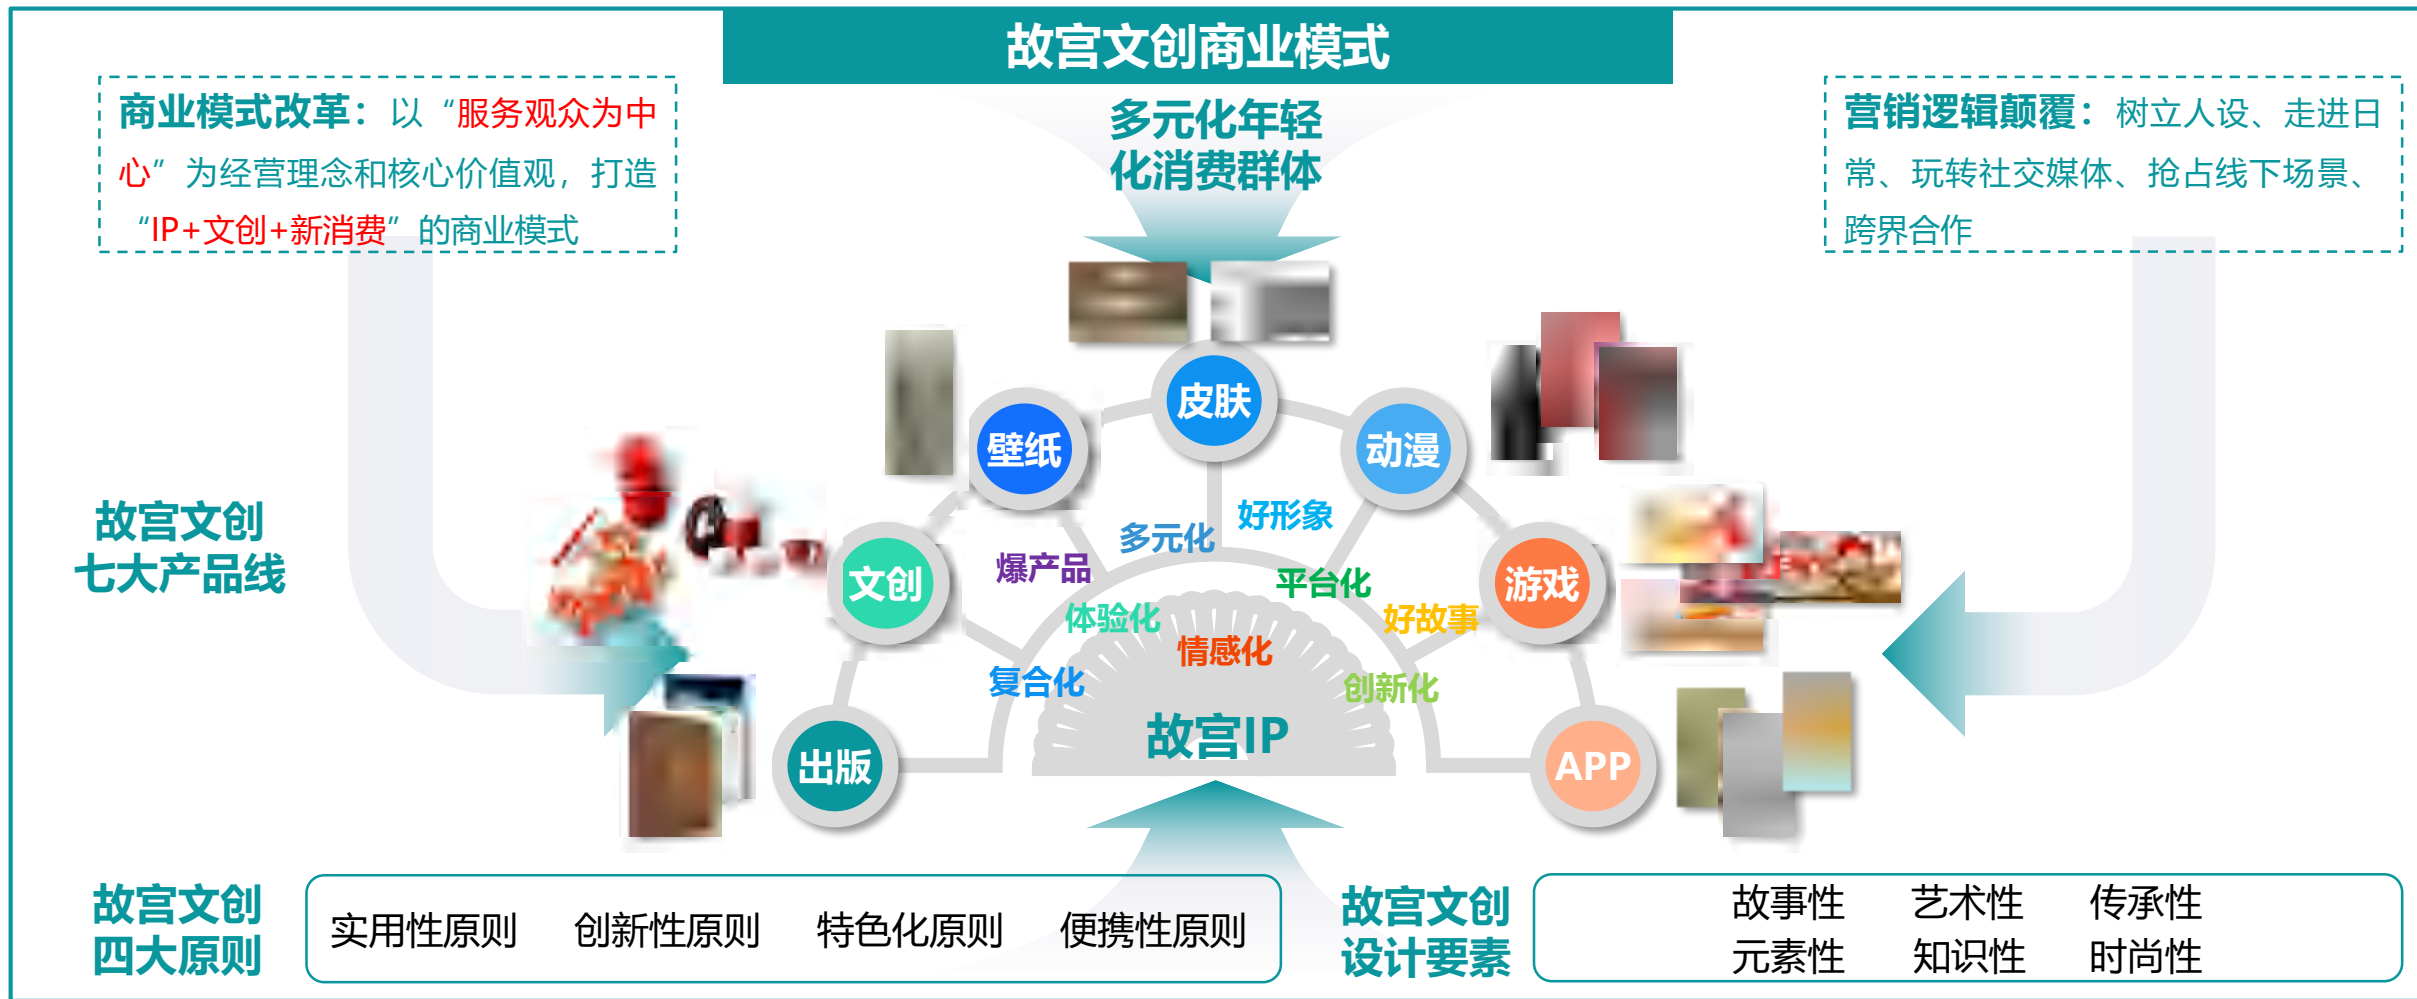 故宫文创商业模式
商业模式改革：以“服务观众为中
心”为经营理念和核心价值观，打造
“IP+文创+新消费”的商业模式
多元化年轻
化消费群体
营销逻辑颠覆：树立人设、走进日
常、玩转社交媒体、抢占线下场景、
跨界合作
故宫文创
七大产品线
皮肤
壁纸
动漫
文创
游戏
出版
APP
好形象
多元化
爆产品
平台化
体验化
好故事
情感化
复合化
创新化
故宫IP
故宫文创
四大原则
实用性原则 创新性原则 特色化原则 便携性原则
故宫文创
设计要素
故事性 艺术性 传承性
元素性 知识性 时尚性